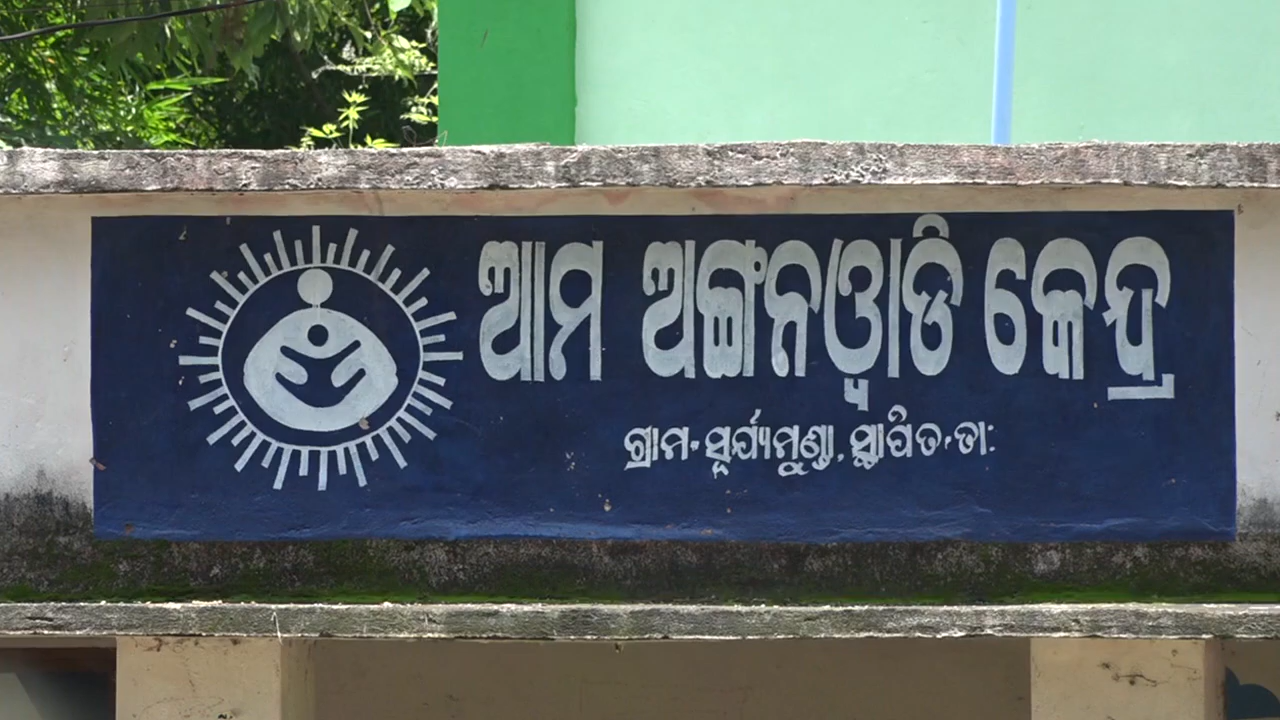 ଆମ ଅଙ୍ଗନୱାଡି କେନ୍ଦ୍ର
ଗ୍ରାମ- ସୂର୍ଯ୍ୟମୁଣ୍ଡା, ସ୍ଥାପିତ-ତା: